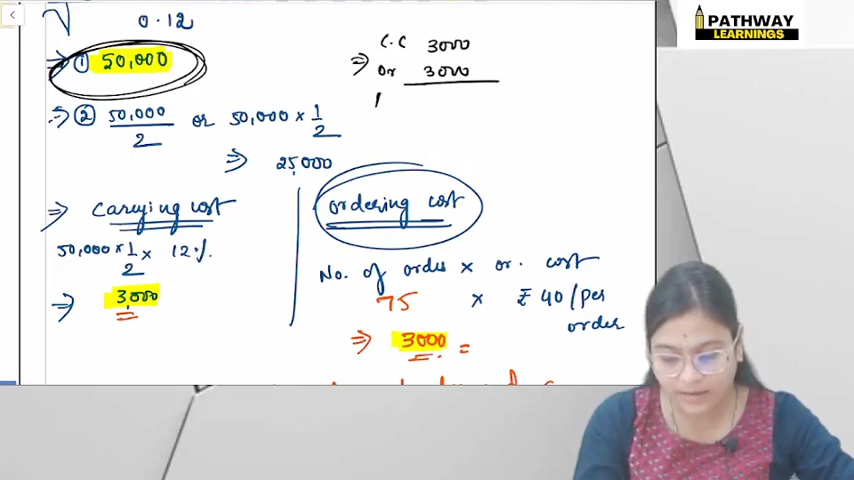 PATHWAY
LEARNINGS
0.12
⇒ ① 50,000
⇒ ② 50,000/2 or 50,000 × 1/2
⇒ 25,000
C.C 3000
⇒ or 3000
⇒ Carrying cost
50,000 × 1/2 × 12%.
⇒ 3,000
ordering cost
No. of order × or. cost
75 × ₹ 40 /per
order
⇒ 3000 =